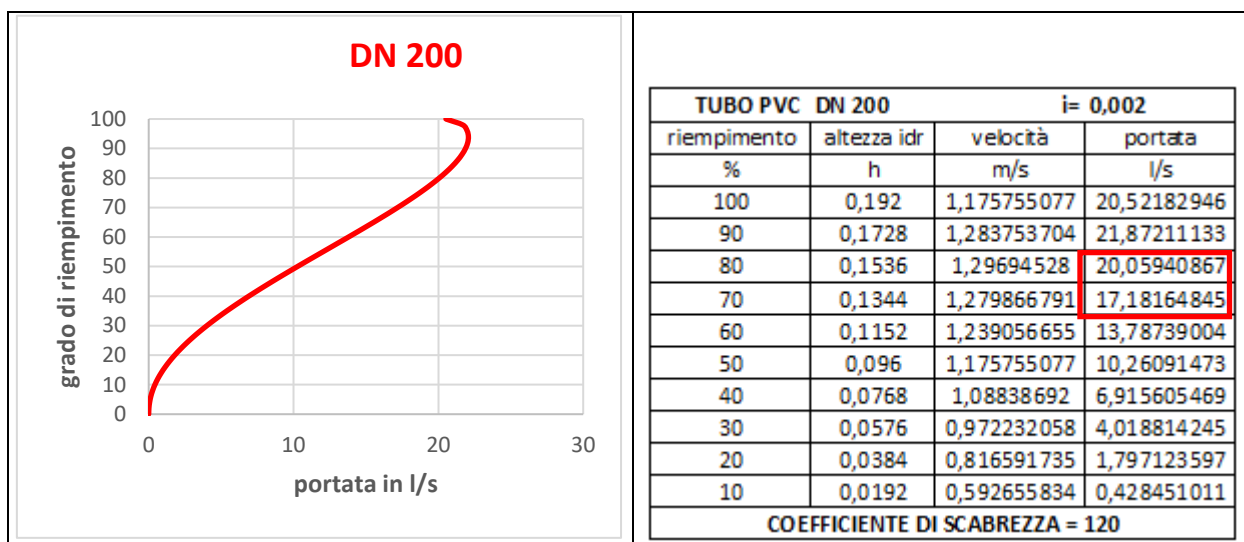 DN 200
100
90
80
70
60
50
40
30
20
10
0
grado di riempimento
0 10 20 30
portata in l/s
TUBO PVC DN 200 i= 0,002
riempimento altezza idr velocità portata
% h m/s l/s
100 0,192 1,175755077 20,52182946
90 0,1728 1,283753704 21,87211133
80 0,1536 1,29694528 20,05940867
70 0,1344 1,279866791 17,18164845
60 0,1152 1,239056655 13,78739004
50 0,096 1,175755077 10,26091473
40 0,0768 1,08838692 6,915605469
30 0,0576 0,972232058 4,018814245
20 0,0384 0,816591735 1,797123597
10 0,0192 0,592655834 0,428451011
COEFFICIENTE DI SCABREZZA = 120